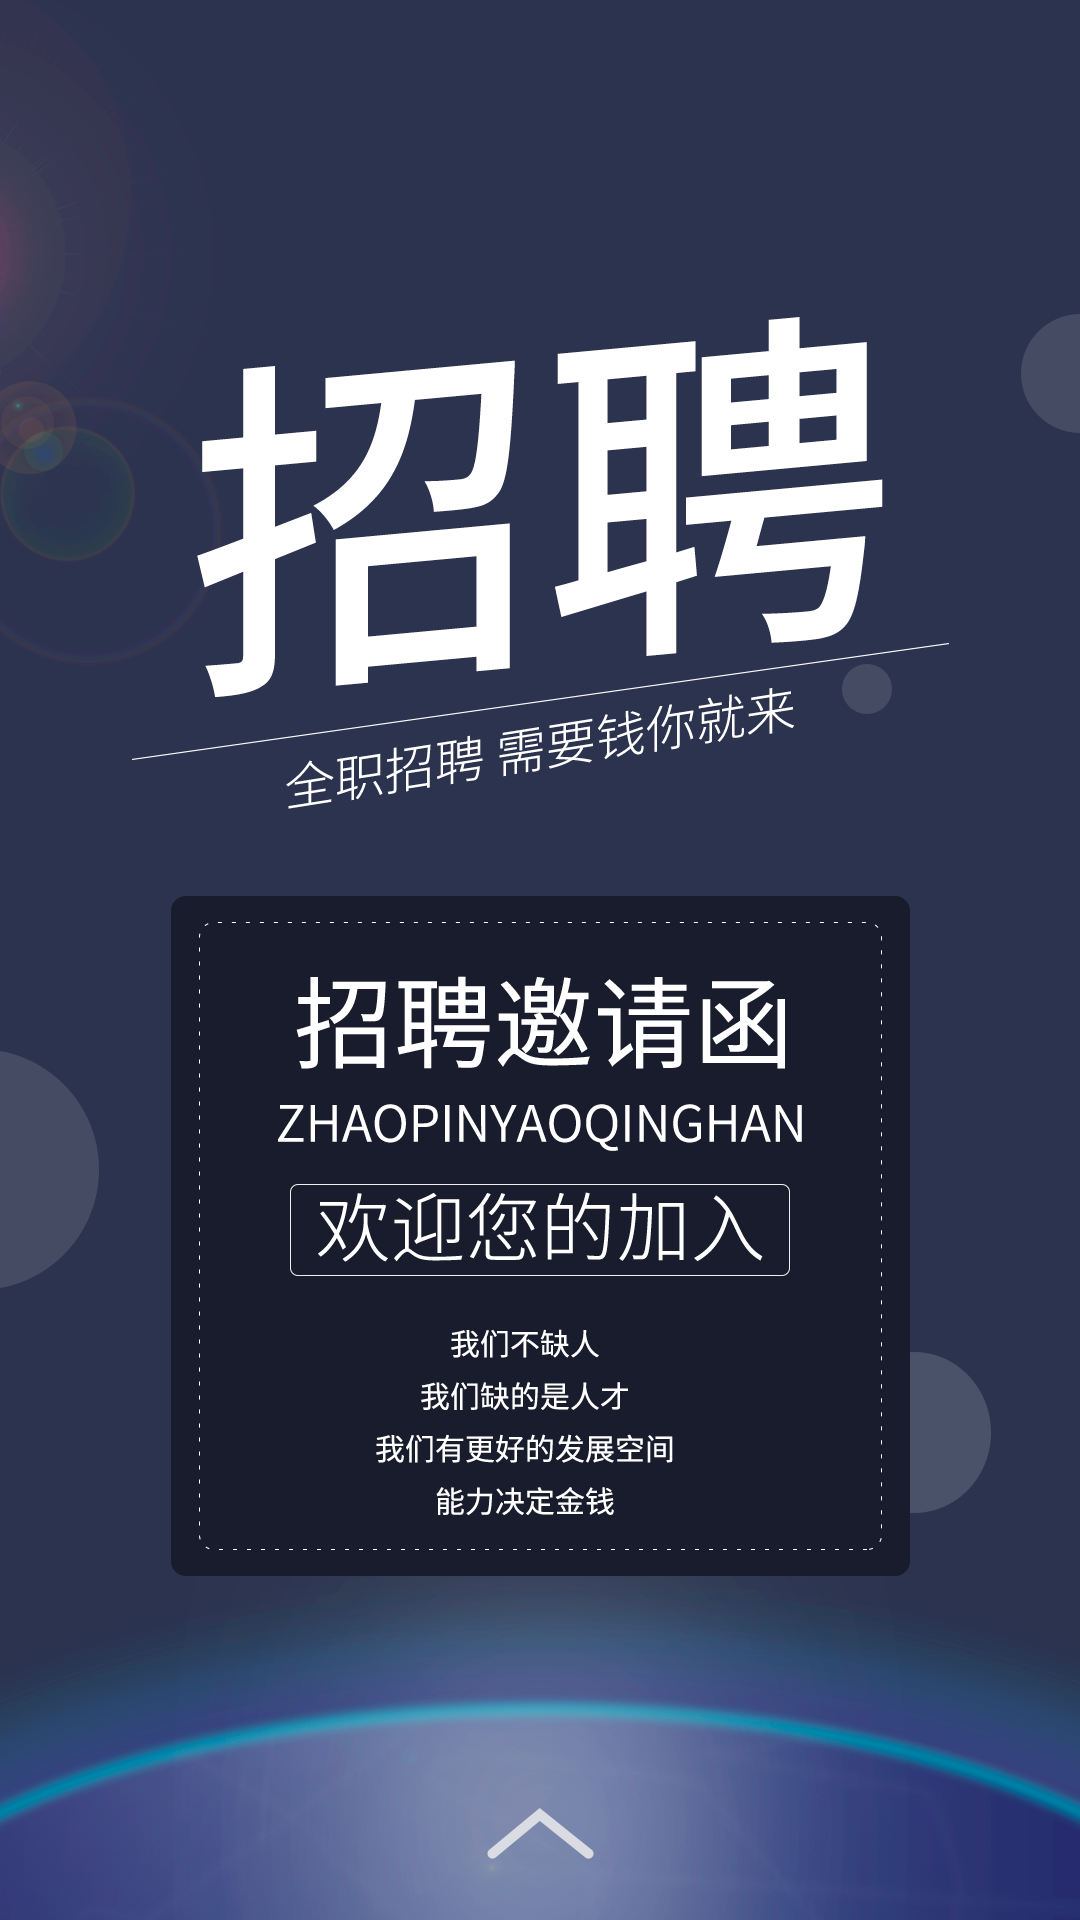 招聘
全职招聘 需要钱你就来
招聘邀请函
ZHAOPINYAOQINGHAN
欢迎您的加入
我们不缺人
我们缺的是人才
我们有更好的发展空间
能力决定金钱